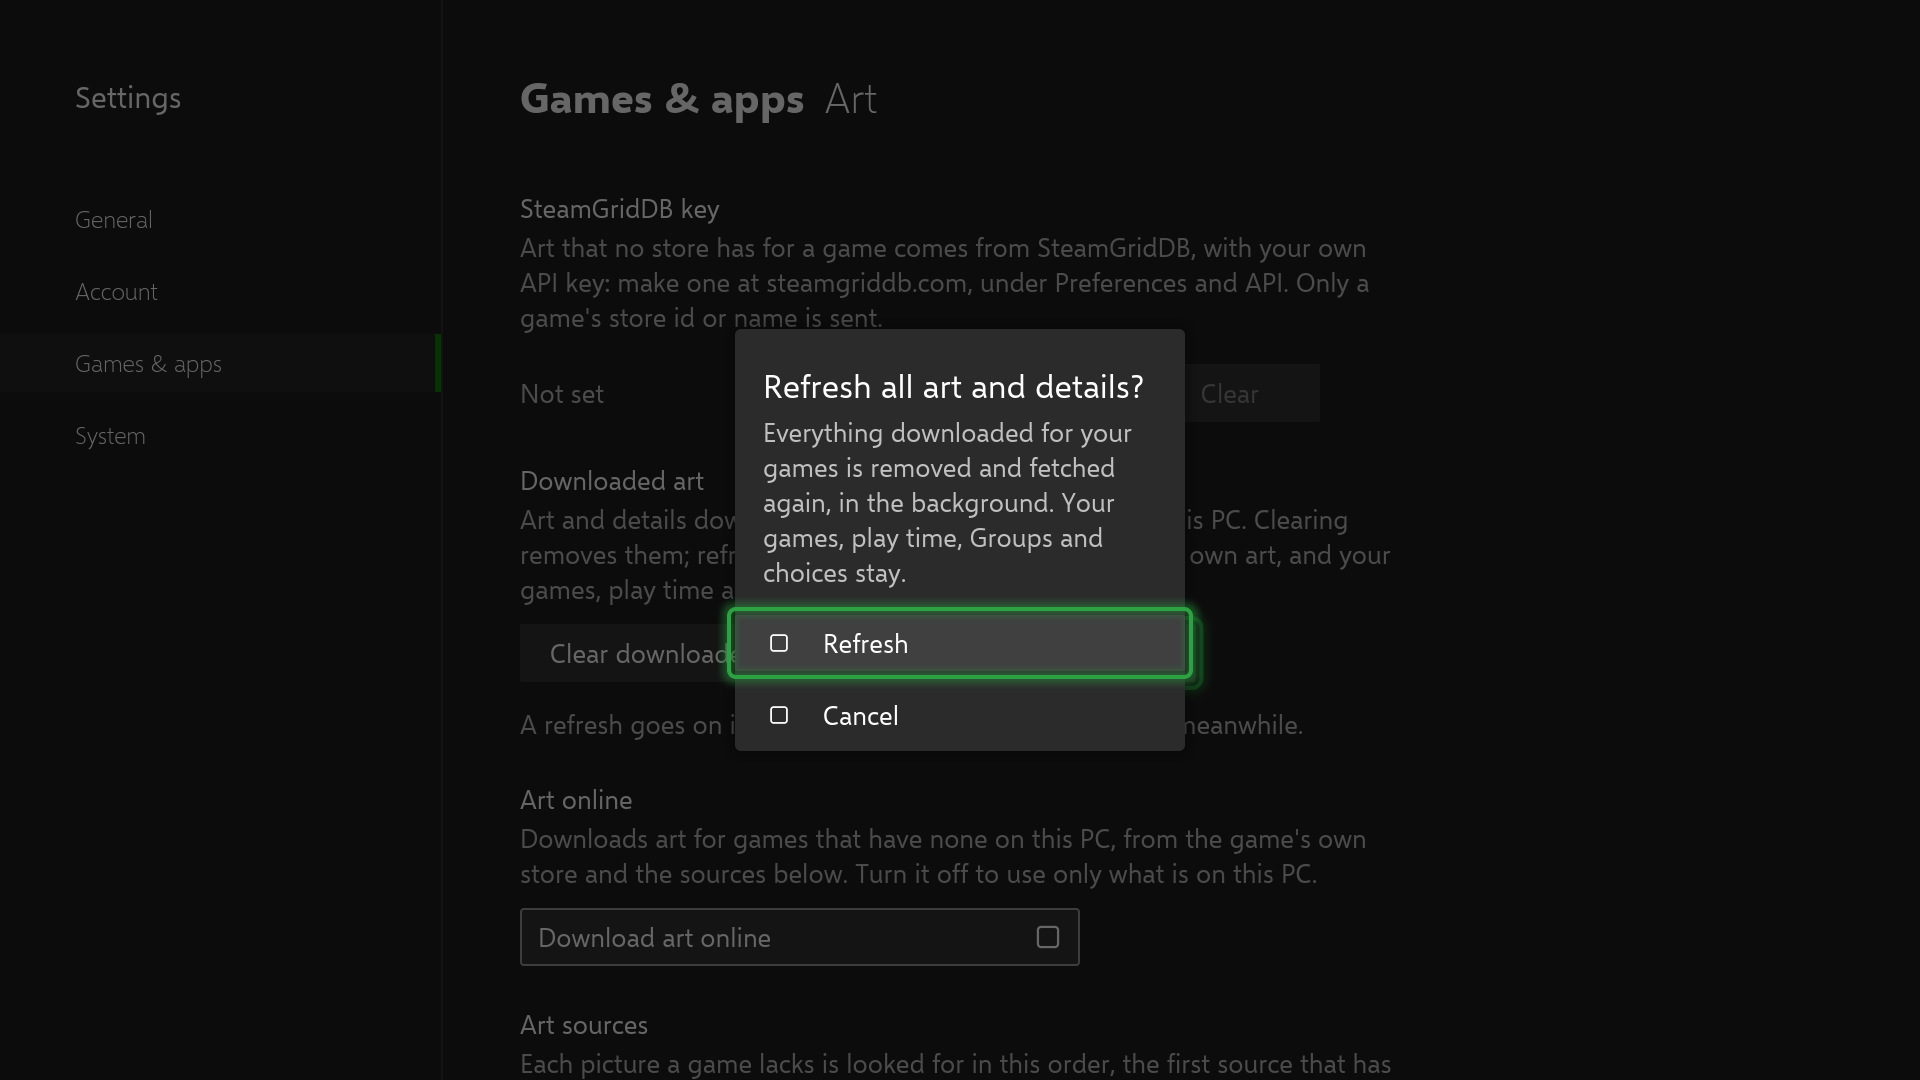 Settings
General
Account
Games & apps
System
Games & apps Art
SteamGridDB key
Art that no store has for a game comes from SteamGridDB, with your own
API key: make one at steamgriddb.com, under Preferences and API. Only a
game's store id or name is sent.
Not set
Clear
Downloaded art
Art and details is PC. Clearing
removes them; own art, and your
games, play time
Clear
A refresh goes on meanwhile.
Refresh all art and details?
Everything downloaded for your
games is removed and fetched
again, in the background. Your
games, play time, Groups and
choices stay.
Refresh
Cancel
Art online
Downloads art for games that have none on this PC, from the game's own
store and the sources below. Turn it off to use only what is on this PC.
Download art online
Art sources
Each picture a game lacks is looked for in this order, the first source that has